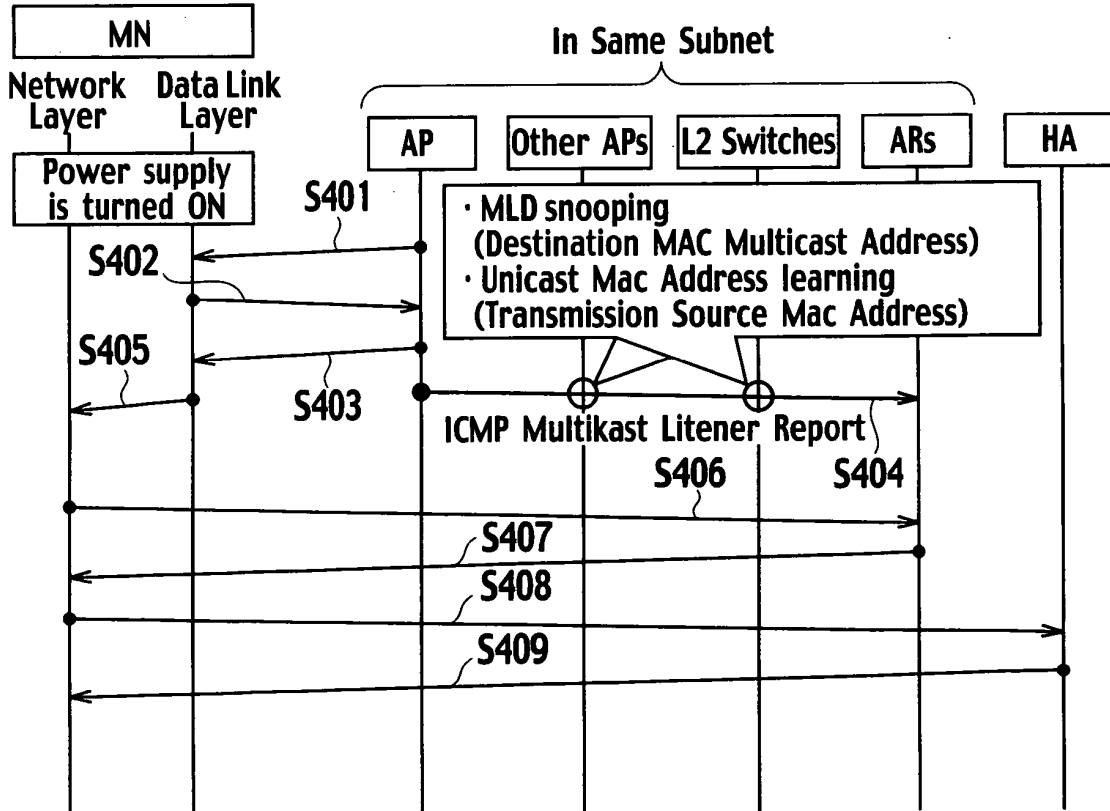 MN
In Same Subnet
Network
Layer
Data Link
Layer
AP
Other APs
L2 Switches
ARs
HA
Power supply
is turned ON
· MLD snooping
(Destination MAC Multicast Address)
· Unicast Mac Address learning
(Transmission Source Mac Address)
S401
S402
S405
S403
ICMP Multikast Litener Report
S404
S406
S407
S408
S409